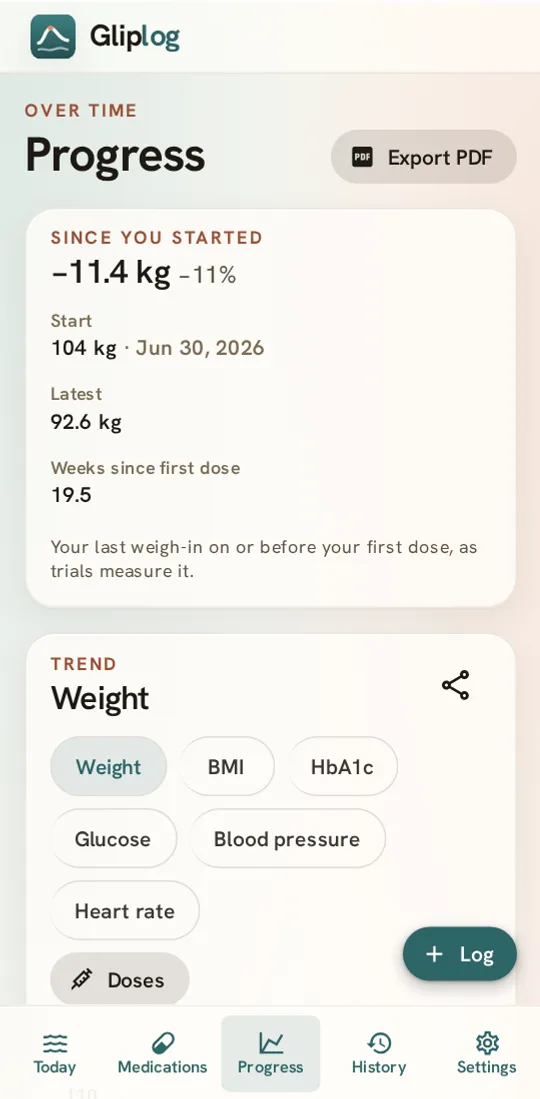 Gliplog
OVER TIME
Progress
PDF Export PDF
SINCE YOU STARTED
−11.4 kg −11%
Start
104 kg · Jun 30, 2026
Latest
92.6 kg
Weeks since first dose
19.5
Your last weigh-in on or before your first dose, as
trials measure it.
TREND
Weight
Weight BMI HbA1c
Glucose Blood pressure
Heart rate
+ Log
Doses
Today Medications Progress History Settings
110